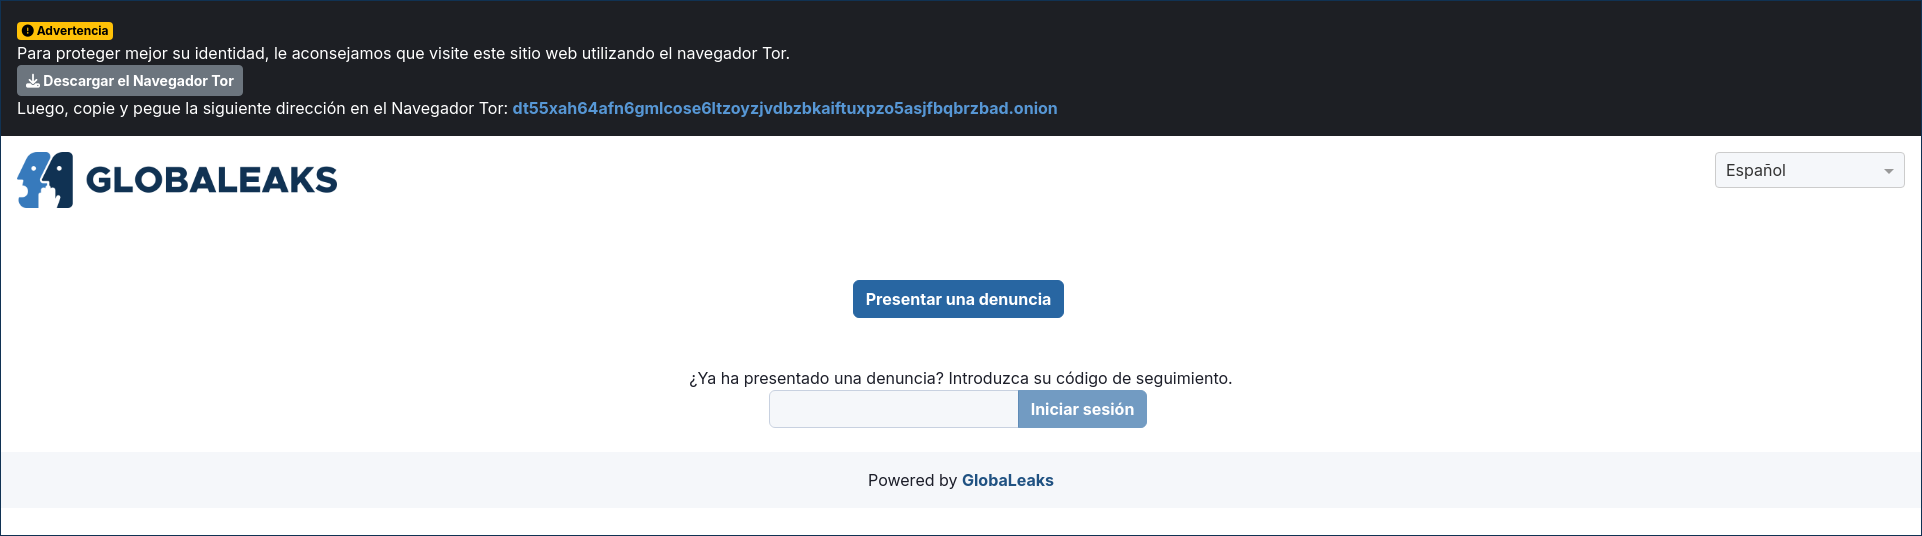 Advertencia
Para proteger mejor su identidad, le aconsejamos que visite este sitio web utilizando el navegador Tor.
Descargar el Navegador Tor
Luego, copie y pegue la siguiente dirección en el Navegador Tor: dt55xah64afn6gmlcose6ltzoyzjvdbzbkaiftuxpzo5asjfbqbrzbad.onion
GLOBALEAKS
Español
Presentar una denuncia
¿Ya ha presentado una denuncia? Introduzca su código de seguimiento.
Iniciar sesión
Powered by GlobaLeaks